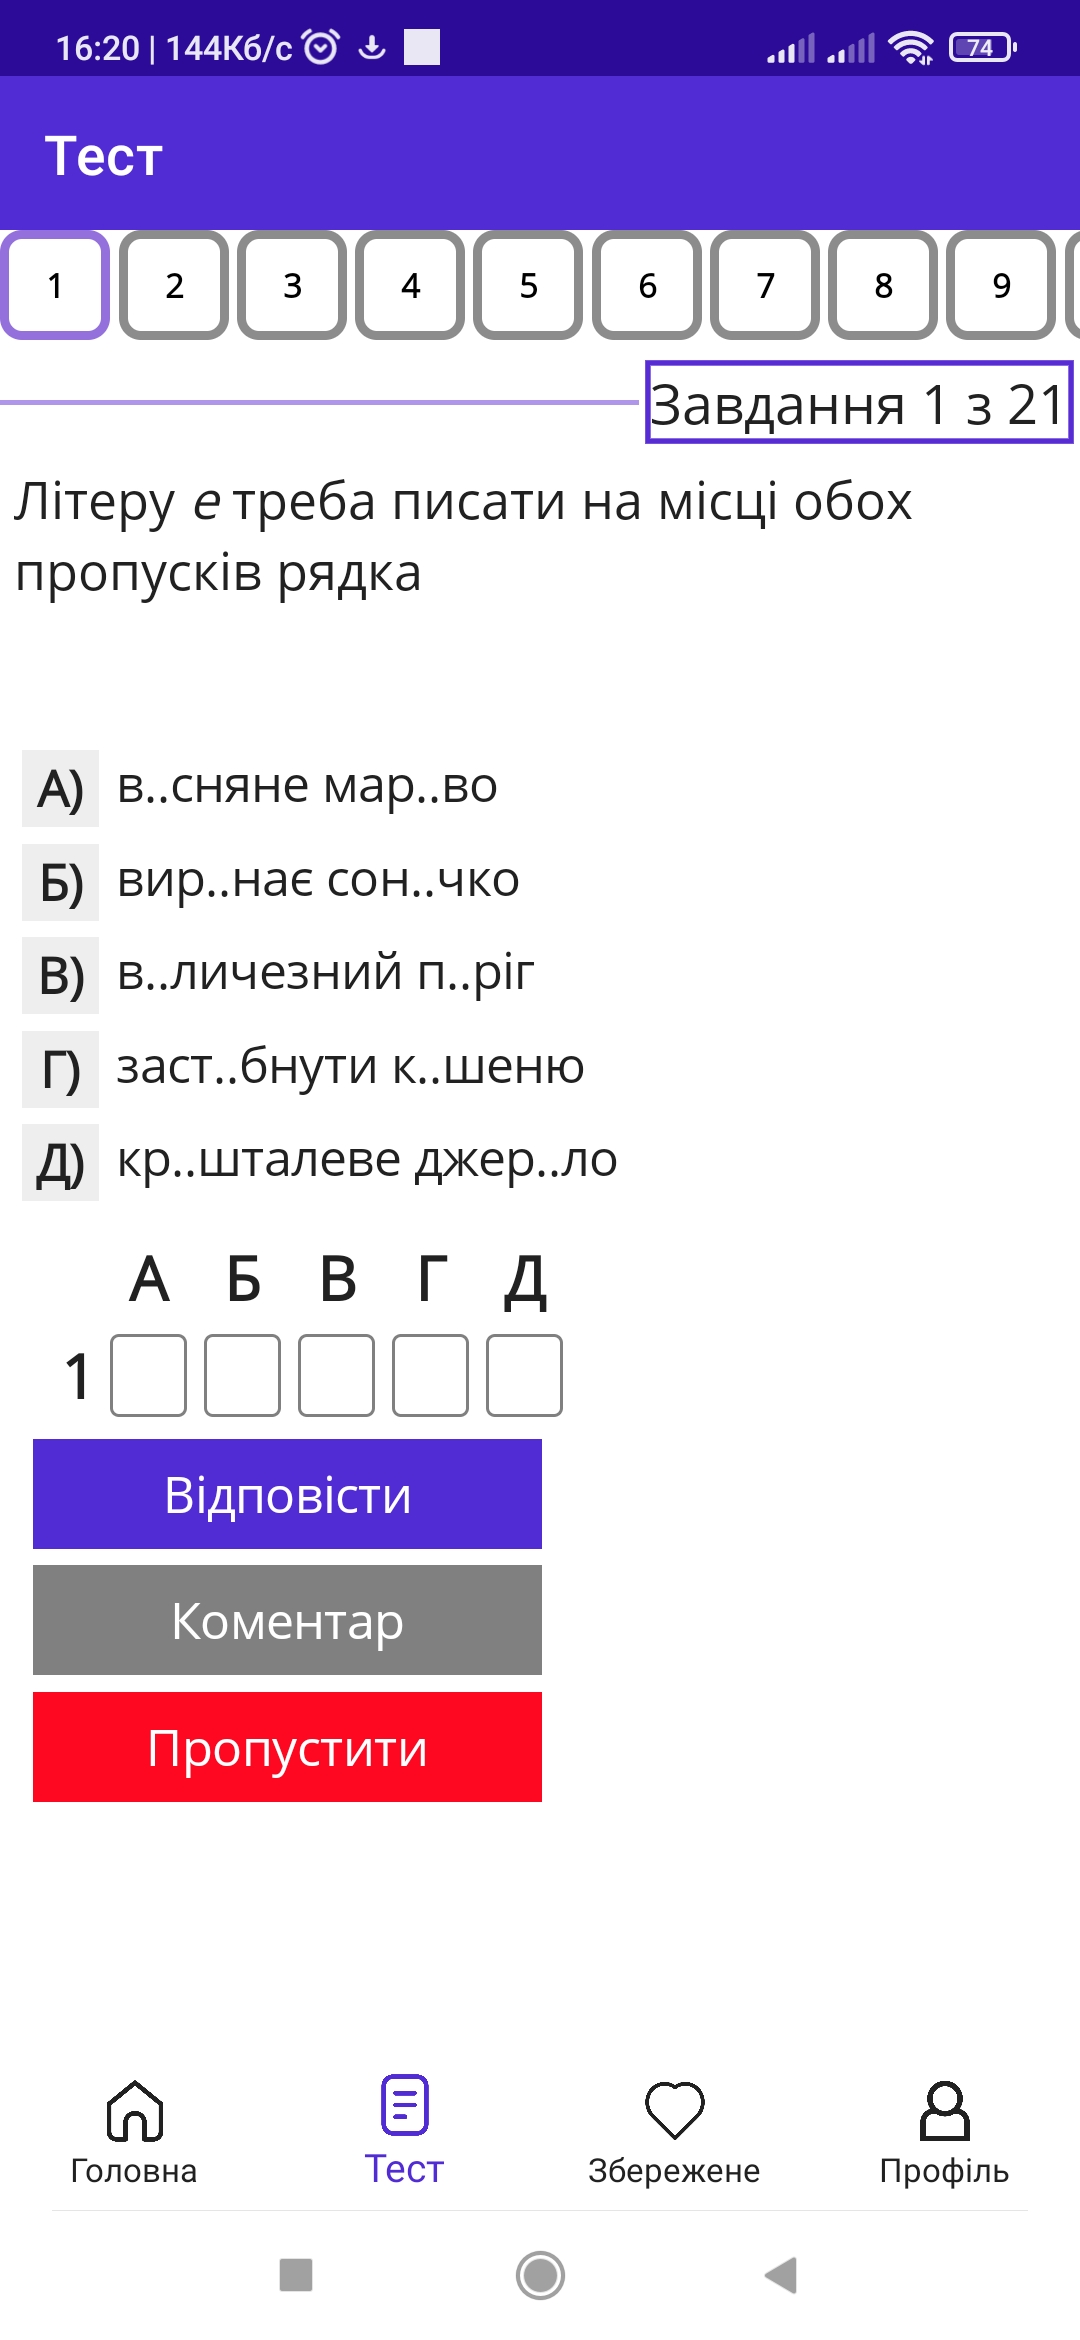 16:20 | 144Кб/с
74
Тест
1 2 3 4 5 6 7 8 9
Завдання 1 з 21
Літеру е треба писати на місці обох
пропусків рядка
А) в..сняне мар..во
Б) вир..нає сон..чко
В) в..личезний п..ріг
Г) заст..бнути к..шеню
Д) кр..шталеве джер..ло
А Б В Г Д
1
Відповісти
Коментар
Пропустити
Головна Тест Збережене Профіль